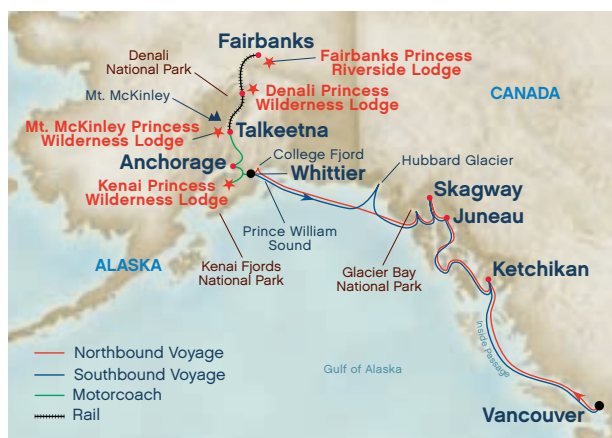 Fairbanks
Fairbanks Princess
Riverside Lodge
Denali
National Park
Denali Princess
Wilderness Lodge
CANADA
Mt. McKinley
Mt. McKinley Princess
Wilderness Lodge
Talkeetna
College Fjord
Hubbard Glacier
Anchorage
Whittier
Kenai Princess
Wilderness Lodge
Skagway
Juneau
Prince William
Sound
ALASKA
Kenai Fjords
National Park
Glacier Bay
National Park
Ketchikan
Inside Passage
Northbound Voyage
Southbound Voyage
Motorcoach
Rail
Gulf of Alaska
Vancouver